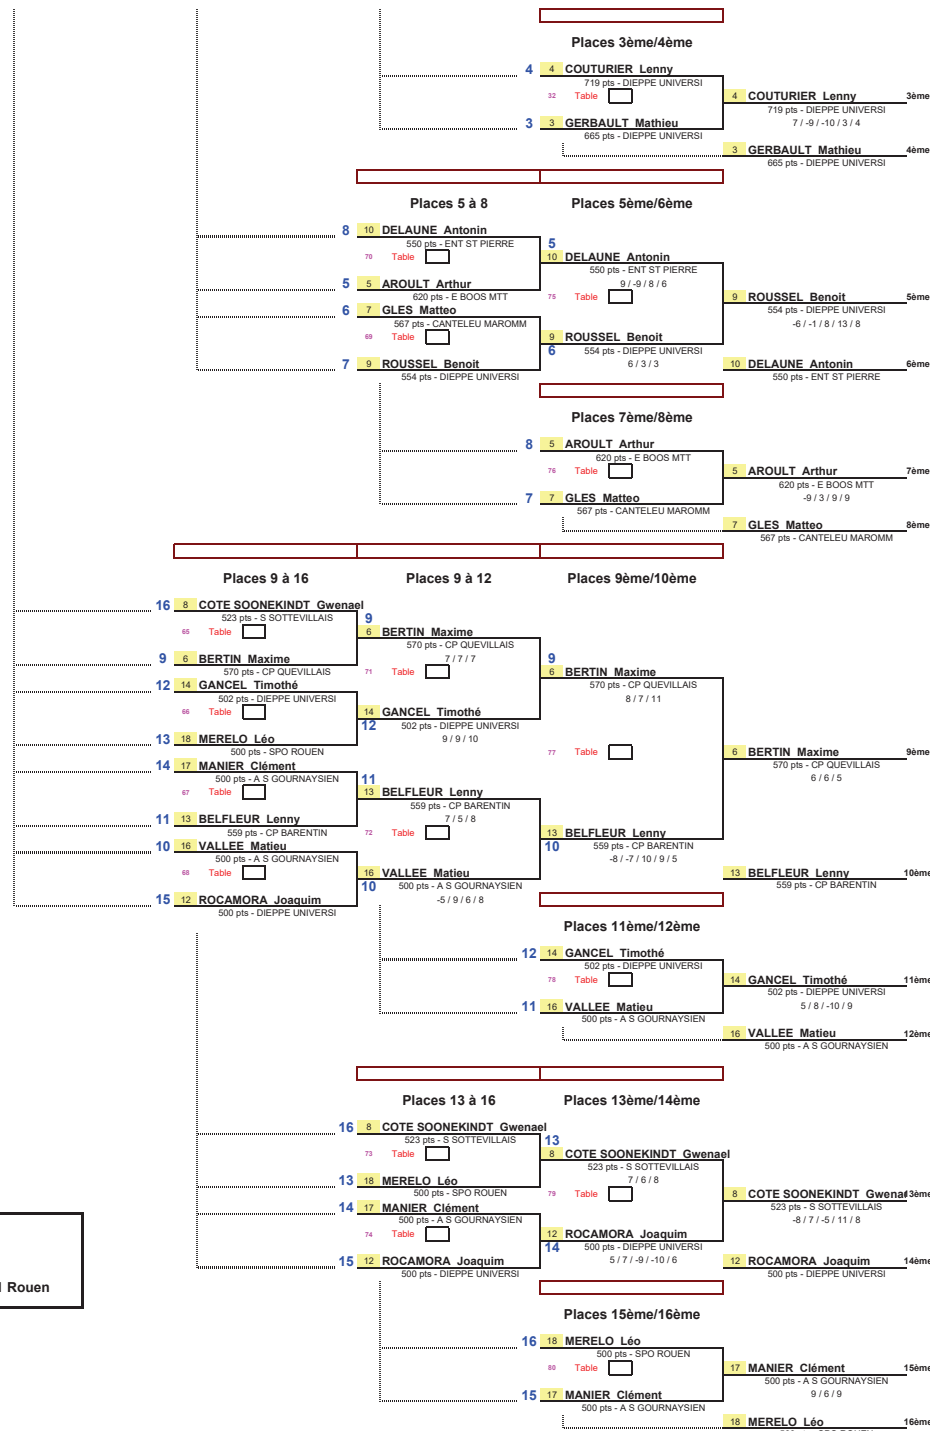 Places 3ème/4ème
4 4 COUTURIER Lenny
719 pts - DIEPPE UNIVERSI
32 Table
4 COUTURIER Lenny 3ème
719 pts - DIEPPE UNIVERSI
7 / -9 / -10 / 3 / 4
3 3 GERBAULT Mathieu
665 pts - DIEPPE UNIVERSI
3 GERBAULT Mathieu 4ème
665 pts - DIEPPE UNIVERSI
Places 5 à 8 Places 5ème/6ème
8 10 DELAUNE Antonin
550 pts - ENT ST PIERRE
70 Table
5
10 DELAUNE Antonin
550 pts - ENT ST PIERRE
9 / -9 / 8 / 6
5 5 AROULT Arthur
620 pts - E BOOS MTT
75 Table
9 ROUSSEL Benoit 5ème
554 pts - DIEPPE UNIVERSI
-6 / -1 / 8 / 13 / 8
6 7 GLES Matteo
567 pts - CANTELEU MAROMM
69 Table
9 ROUSSEL Benoit
6 554 pts - DIEPPE UNIVERSI
6 / 3 / 3
7 9 ROUSSEL Benoit
554 pts - DIEPPE UNIVERSI
10 DELAUNE Antonin 6ème
550 pts - ENT ST PIERRE
Places 7ème/8ème
8 5 AROULT Arthur
620 pts - E BOOS MTT
76 Table
5 AROULT Arthur 7ème
620 pts - E BOOS MTT
-9 / 3 / 9 / 9
7 7 GLES Matteo
567 pts - CANTELEU MAROMM
7 GLES Matteo 8ème
567 pts - CANTELEU MAROMM
Places 9 à 16 Places 9 à 12 Places 9ème/10ème
16 8 COTE SOONEKINDT Gwenael
523 pts - S SOTTEVILLAIS
65 Table
9
6 BERTIN Maxime
570 pts - CP QUEVILLAIS
7 / 7 / 7
9 6 BERTIN Maxime
570 pts - CP QUEVILLAIS
71 Table
9
6 BERTIN Maxime
570 pts - CP QUEVILLAIS
8 / 7 / 11
12 14 GANCEL Timothé
502 pts - DIEPPE UNIVERSI
66 Table
14 GANCEL Timothé
12 502 pts - DIEPPE UNIVERSI
9 / 9 / 10
13 18 MERELO Léo
500 pts - SPO ROUEN
77 Table
6 BERTIN Maxime 9ème
570 pts - CP QUEVILLAIS
6 / 6 / 5
14 17 MANIER Clément
500 pts - A S GOURNAYSIEN
67 Table
11
13 BELFLEUR Lenny
559 pts - CP BARENTIN
7 / 5 / 8
11 13 BELFLEUR Lenny
559 pts - CP BARENTIN
72 Table
13 BELFLEUR Lenny
10 559 pts - CP BARENTIN
-8 / -7 / 10 / 9 / 5
10 16 VALLEE Matieu
500 pts - A S GOURNAYSIEN
68 Table
16 VALLEE Matieu
10 500 pts - A S GOURNAYSIEN
-5 / 9 / 6 / 8
13 BELFLEUR Lenny 10ème
559 pts - CP BARENTIN
15 12 ROCAMORA Joaquim
500 pts - DIEPPE UNIVERSI
Places 11ème/12ème
12 14 GANCEL Timothé
502 pts - DIEPPE UNIVERSI
78 Table
14 GANCEL Timothé 11ème
502 pts - DIEPPE UNIVERSI
5 / 8 / -10 / 9
11 16 VALLEE Matieu
500 pts - A S GOURNAYSIEN
16 VALLEE Matieu 12ème
500 pts - A S GOURNAYSIEN
Places 13 à 16 Places 13ème/14ème
16 8 COTE SOONEKINDT Gwenael
523 pts - S SOTTEVILLAIS
73 Table
13
8 COTE SOONEKINDT Gwenael
523 pts - S SOTTEVILLAIS
7 / 6 / 8
13 18 MERELO Léo
500 pts - SPO ROUEN
79 Table
8 COTE SOONEKINDT Gwenae 13ème
523 pts - S SOTTEVILLAIS
-8 / 7 / -5 / 11 / 8
14 17 MANIER Clément
500 pts - A S GOURNAYSIEN
74 Table
12 ROCAMORA Joaquim
14 500 pts - DIEPPE UNIVERSI
5 / 7 / -9 / -10 / 6
15 12 ROCAMORA Joaquim
500 pts - DIEPPE UNIVERSI
12 ROCAMORA Joaquim 14ème
500 pts - DIEPPE UNIVERSI
Rouen
Places 15ème/16ème
16 18 MERELO Léo
500 pts - SPO ROUEN
80 Table
17 MANIER Clément 15ème
500 pts - A S GOURNAYSIEN
9 / 6 / 9
15 17 MANIER Clément
500 pts - A S GOURNAYSIEN
18 MERELO Léo 16ème